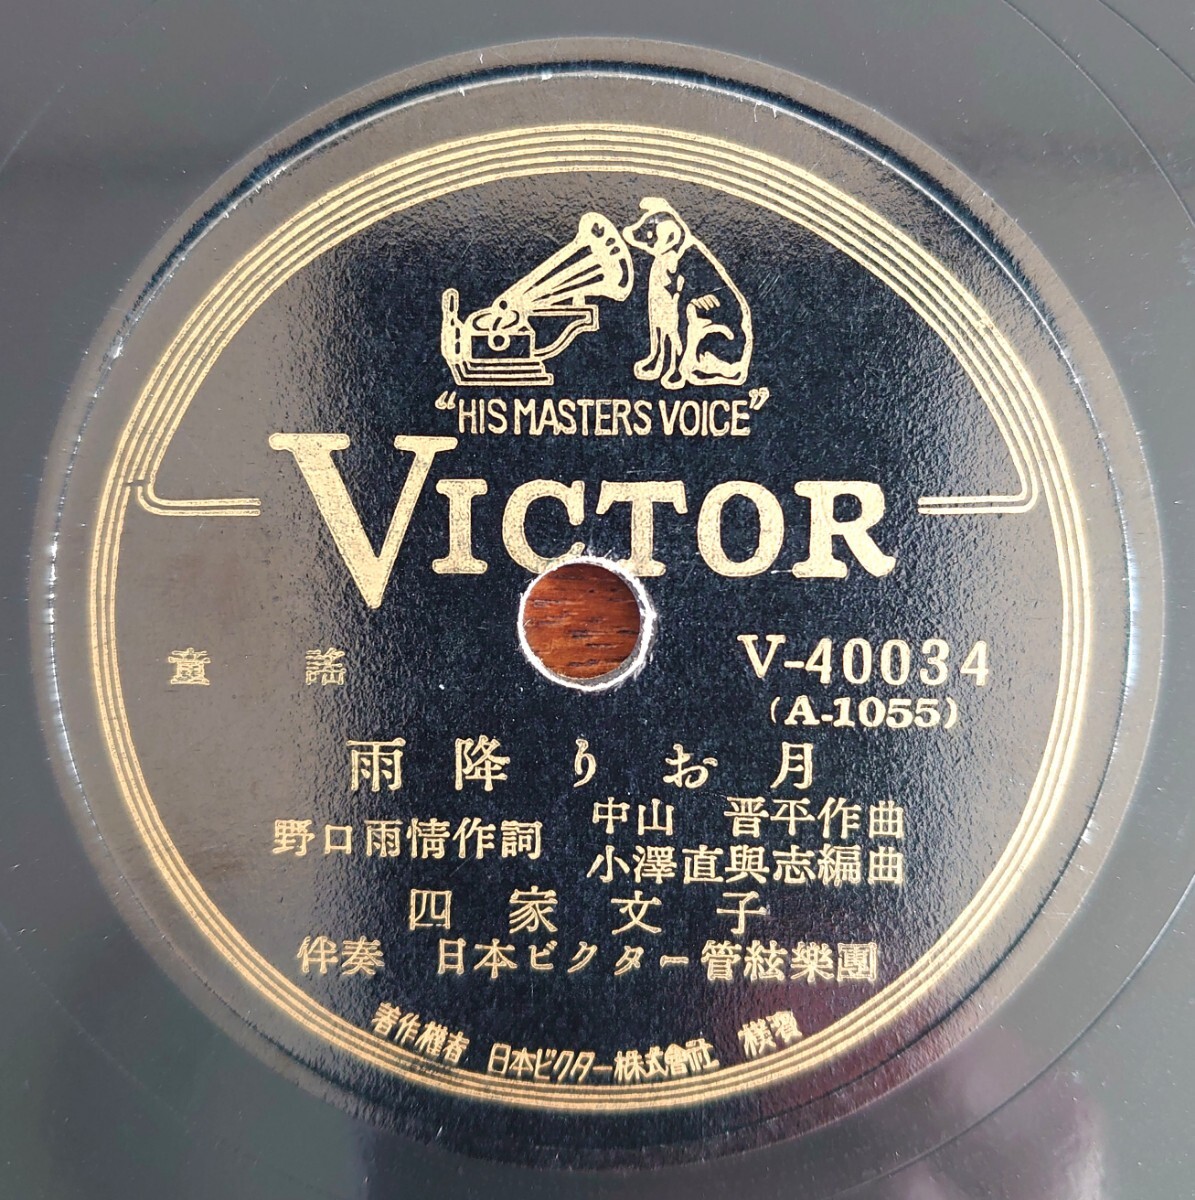 “HIS MASTERS VOICE”
VICTOR
童謡
V-40034
(A-1055)
雨降りお月
野口雨情作詞
中山 晋平作曲
小澤直與志編曲
四家文子
伴奏 日本ビクター管絃樂團
著作権者 日本ビクター株式會社 横濱